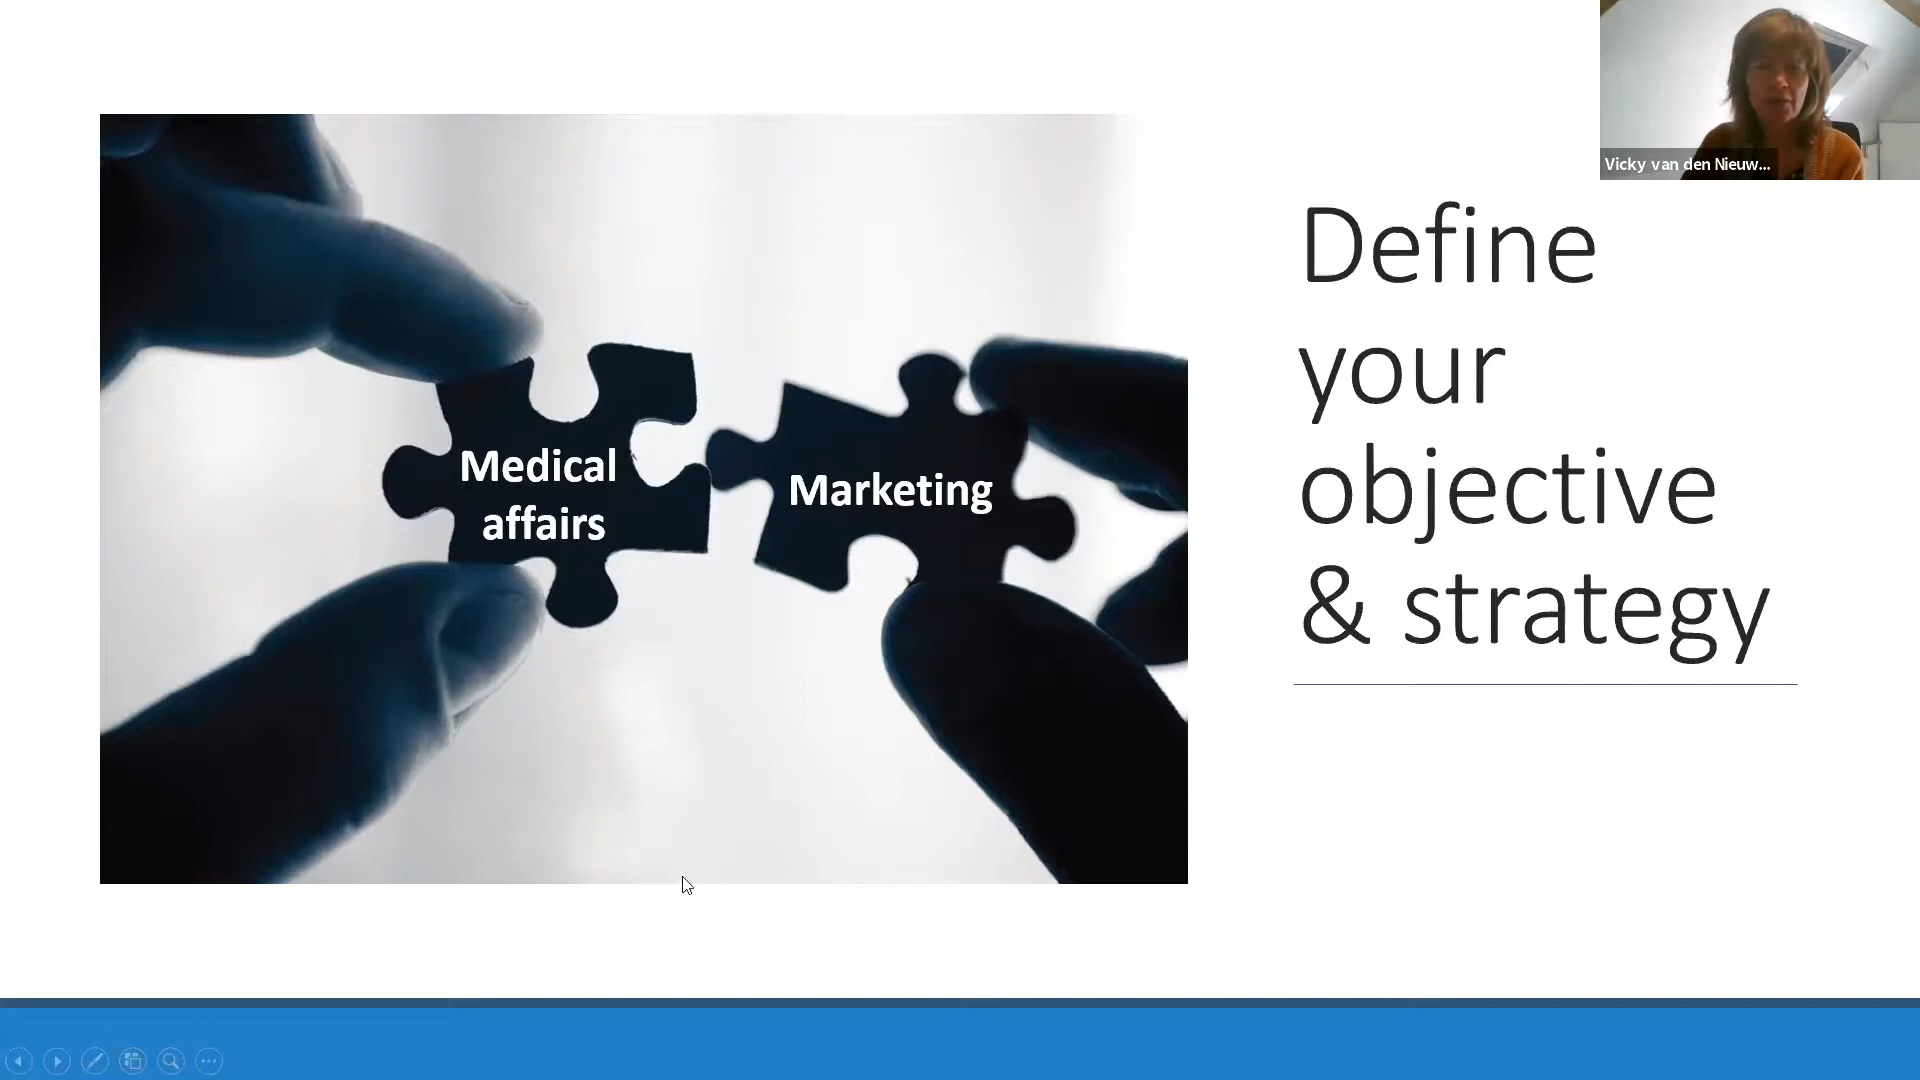 Vicky van den Nieuw...
Define
your
objective
& strategy
Medical
affairs
Marketing